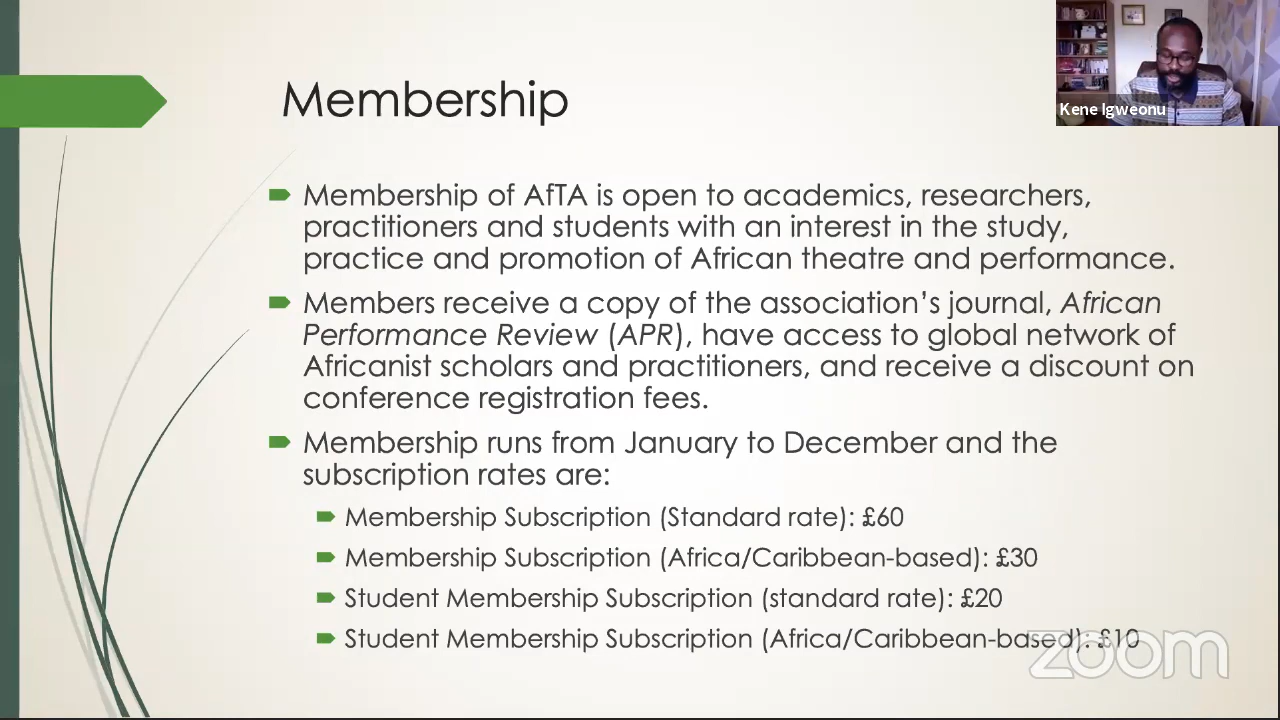 Membership
Kene Igweonu
Membership of AfTA is open to academics, researchers,
practitioners and students with an interest in the study,
practice and promotion of African theatre and performance.
Members receive a copy of the association’s journal, African
Performance Review (APR), have access to global network of
Africanist scholars and practitioners, and receive a discount on
conference registration fees.
Membership runs from January to December and the
subscription rates are:
Membership Subscription (Standard rate): £60
Membership Subscription (Africa/Caribbean-based): £30
Student Membership Subscription (standard rate): £20
Student Membership Subscription (Africa/Caribbean-based): £10
zoom